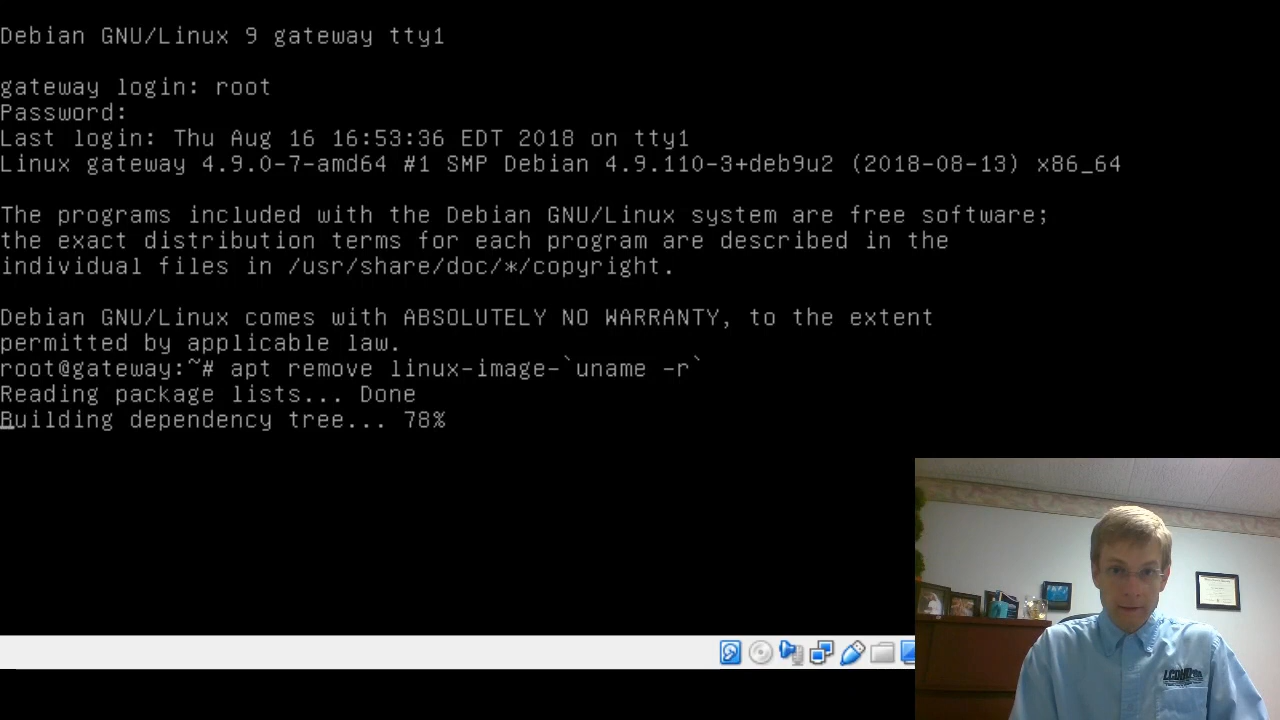 Debian GNU/Linux 9 gateway tty1
gateway login: root
Password:
Last login: Thu Aug 16 16:53:36 EDT 2018 on tty1
Linux gateway 4.9.0-7-amd64 #1 SMP Debian 4.9.110-3+deb9u2 (2018-08-13) x86_64
The programs included with the Debian GNU/Linux system are free software;
the exact distribution terms for each program are described in the
individual files in /usr/share/doc/*/copyright.
Debian GNU/Linux comes with ABSOLUTELY NO WARRANTY, to the extent
permitted by applicable law.
root@gateway:~# apt remove linux-image-`uname -r`
Reading package lists... Done
Building dependency tree... 78%